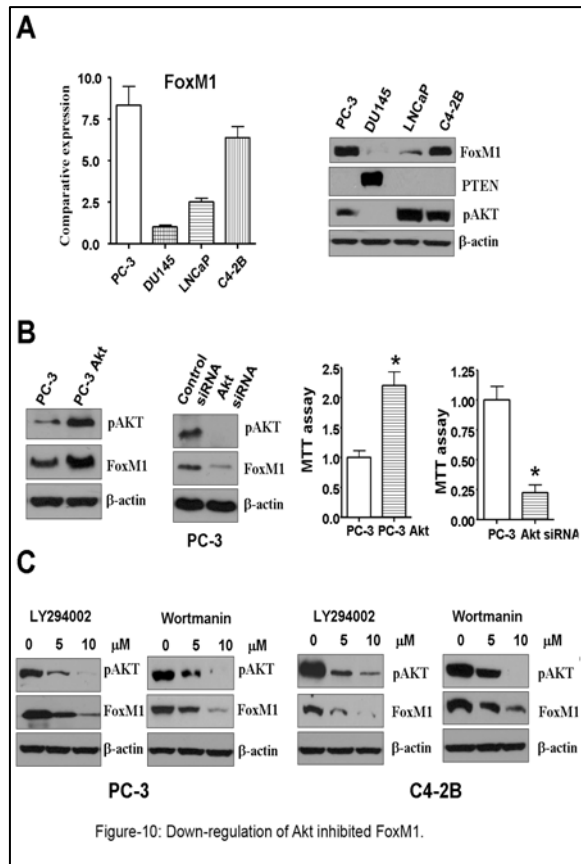 A
FoxM1
Comparative expression
10.0
7.5
5.0
2.5
0.0
PC-3
DU145
LNCaP
C4-2B
PC-3
DU145
LNCaP
C4-2B
FoxM1
PTEN
pAKT
β-actin
B
PC-3
PC-3 Akt
pAKT
FoxM1
β-actin
Control
siRNA
Akt
siRNA
pAKT
FoxM1
β-actin
PC-3
MTT assay
2.5
2.0
1.5
1.0
0.5
0.0
*
PC-3 PC-3 Akt
MTT assay
1.25
1.00
0.75
0.50
0.25
0.00
*
PC-3 Akt siRNA
C
LY294002
0 5 10 μM
pAKT
FoxM1
β-actin
Wortmanin
0 5 10
pAKT
FoxM1
β-actin
PC-3
LY294002
0 5 10 μM
pAKT
FoxM1
β-actin
Wortmanin
0 5 10 μM
pAKT
FoxM1
β-actin
C4-2B
Figure-10: Down-regulation of Akt inhibited FoxM1.